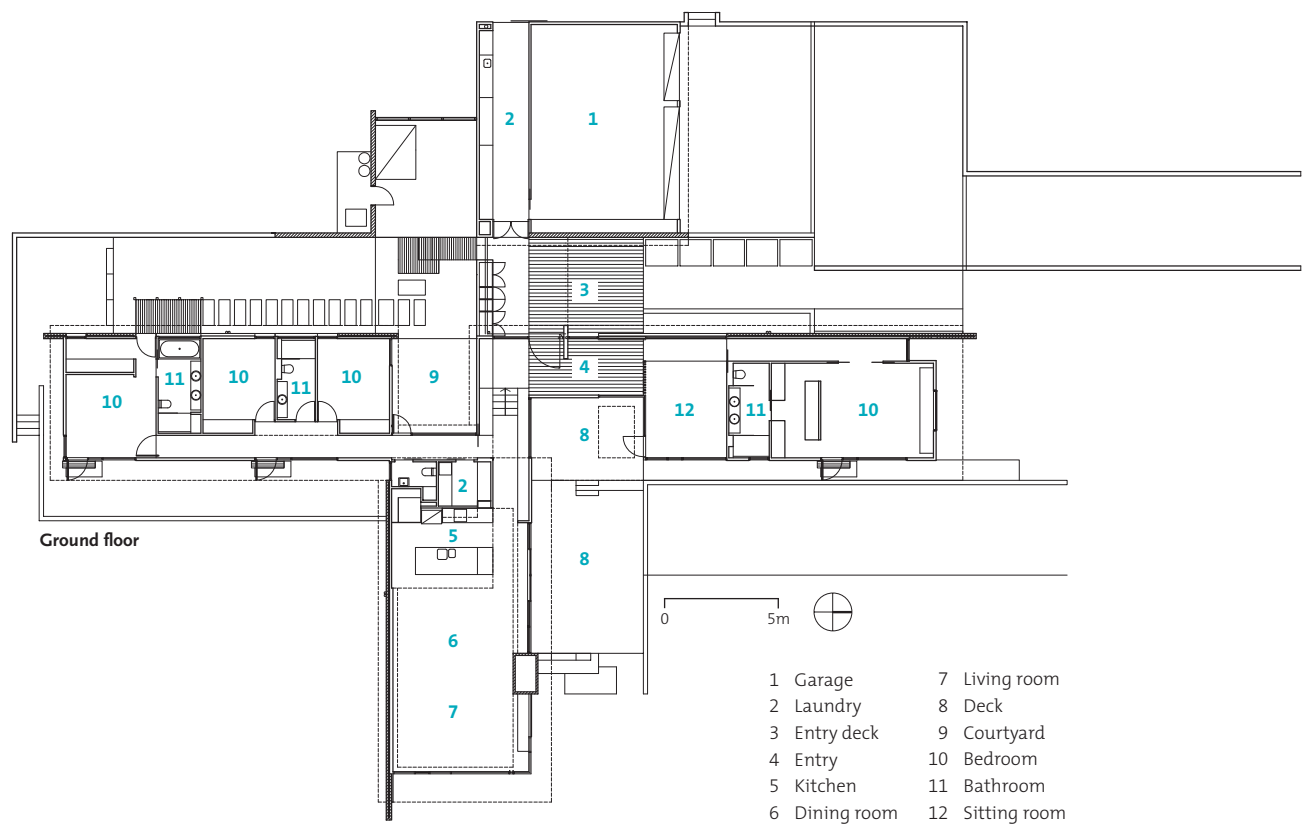 2 1
3
4
11 10 11 10 9 12 11 10
10
8
2
Ground floor
5
8
0 5m
6
7
1 Garage
2 Laundry
3 Entry deck
4 Entry
5 Kitchen
6 Dining room
7 Living room
8 Deck
9 Courtyard
10 Bedroom
11 Bathroom
12 Sitting room